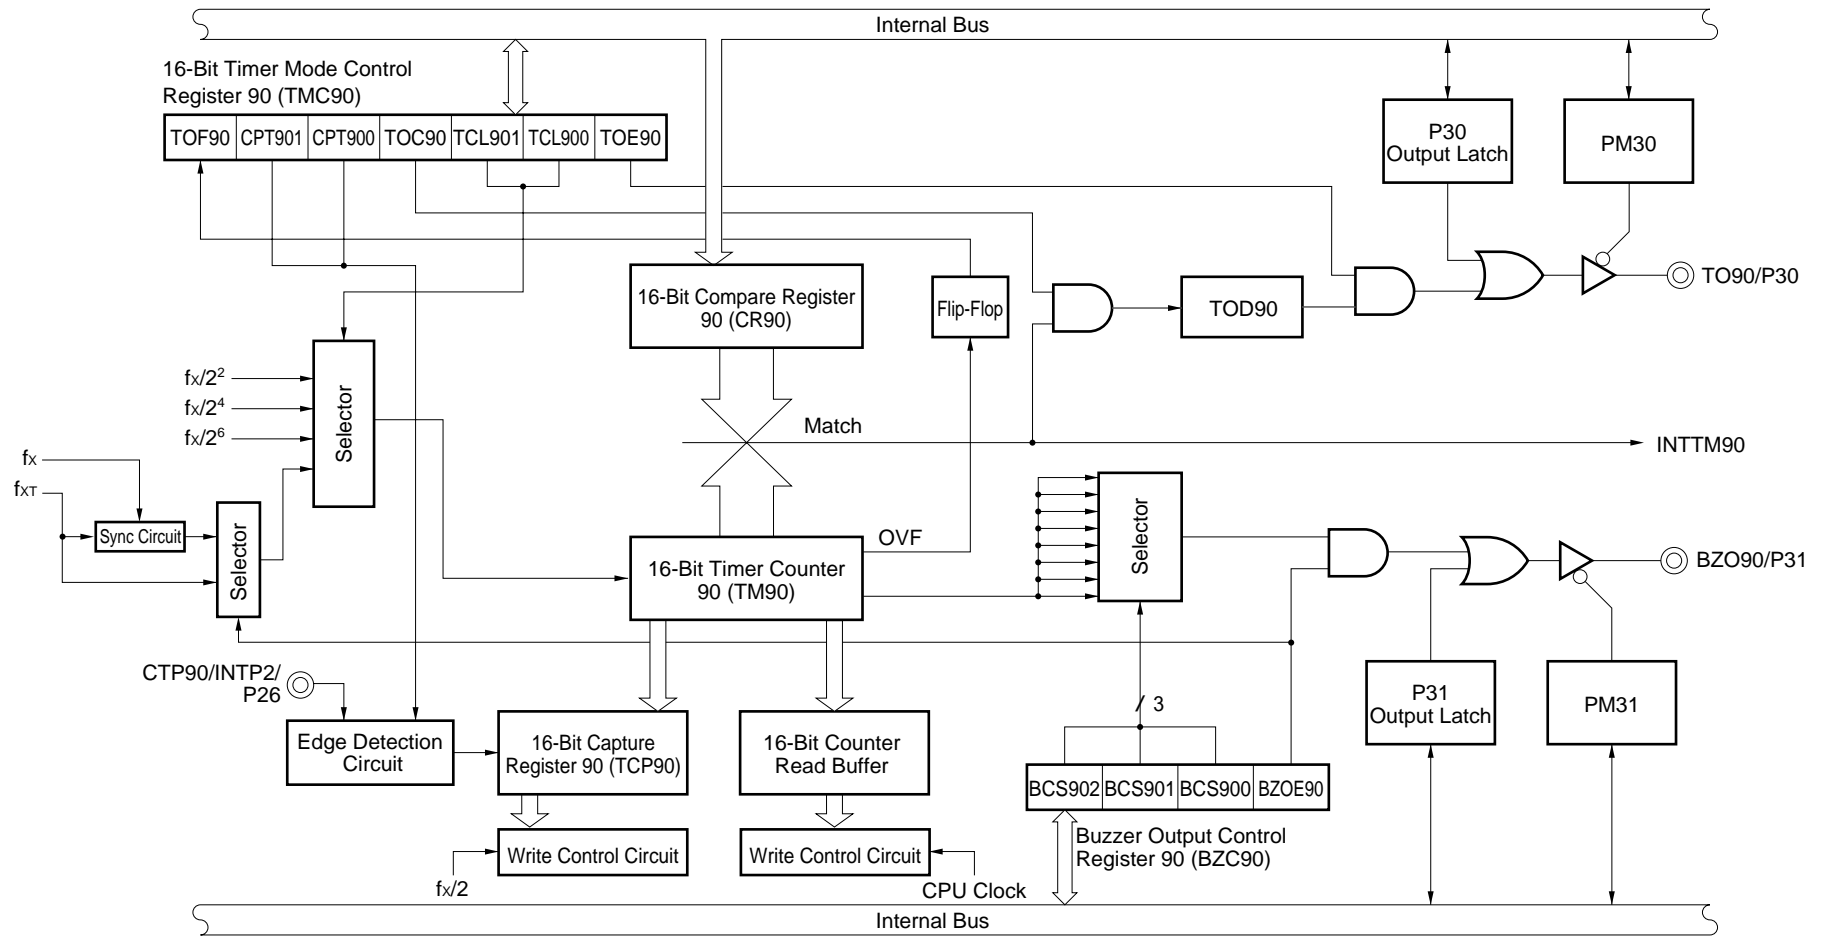 Internal Bus
16-Bit Timer Mode Control
Register 90 (TMC90)
TOF90 CPT901 CPT900 TOC90 TCL901 TCL900 TOE90
P30
Output Latch
PM30
16-Bit Compare Register
90 (CR90)
Flip-Flop
TOD90
TO90/P30
fX/2²
fX/2⁴
fX/2⁶
Selector
Match
INTTM90
fX
fXT
Sync Circuit
Selector
OVF
16-Bit Timer Counter
90 (TM90)
Selector
BZO90/P31
CTP90/INTP2/
P26
Edge Detection
Circuit
16-Bit Capture
Register 90 (TCP90)
16-Bit Counter
Read Buffer
/ 3
P31
Output Latch
PM31
BCS902 BCS901 BCS900 BZOE90
Buzzer Output Control
Register 90 (BZC90)
Write Control Circuit
Write Control Circuit
fX/2
CPU Clock
Internal Bus